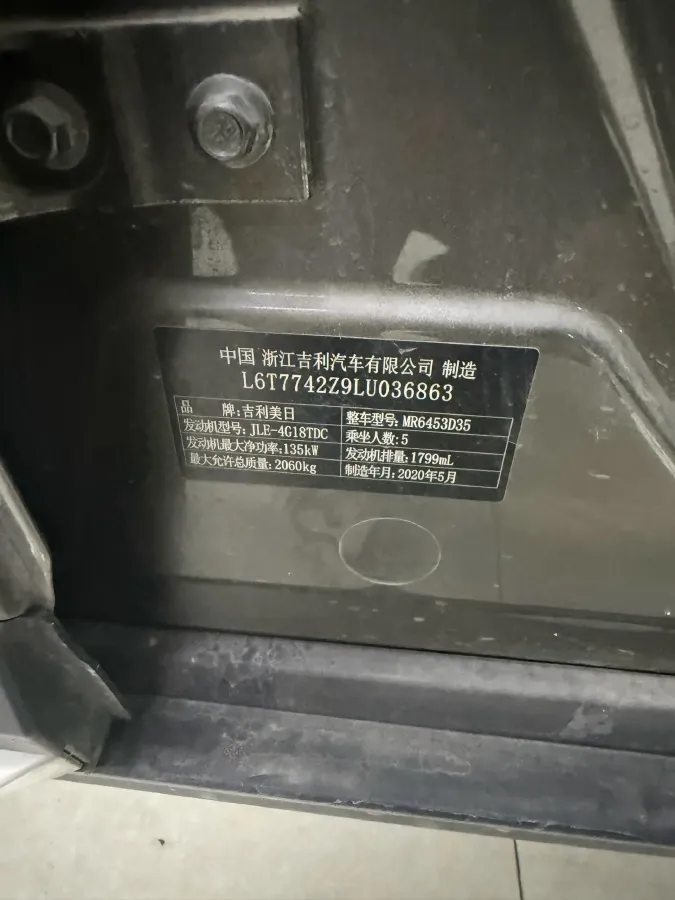 中国 浙江吉利汽车有限公司 制造
L6T7742Z9LU036863
品 牌:吉利美日 整车型号:MR6453D35
发动机型号:JLE-4G18TDC 乘坐人数:5
发动机最大净功率:135kW 发动机排量:1799mL
最大允许总质量:2060kg 制造年月:2020年5月